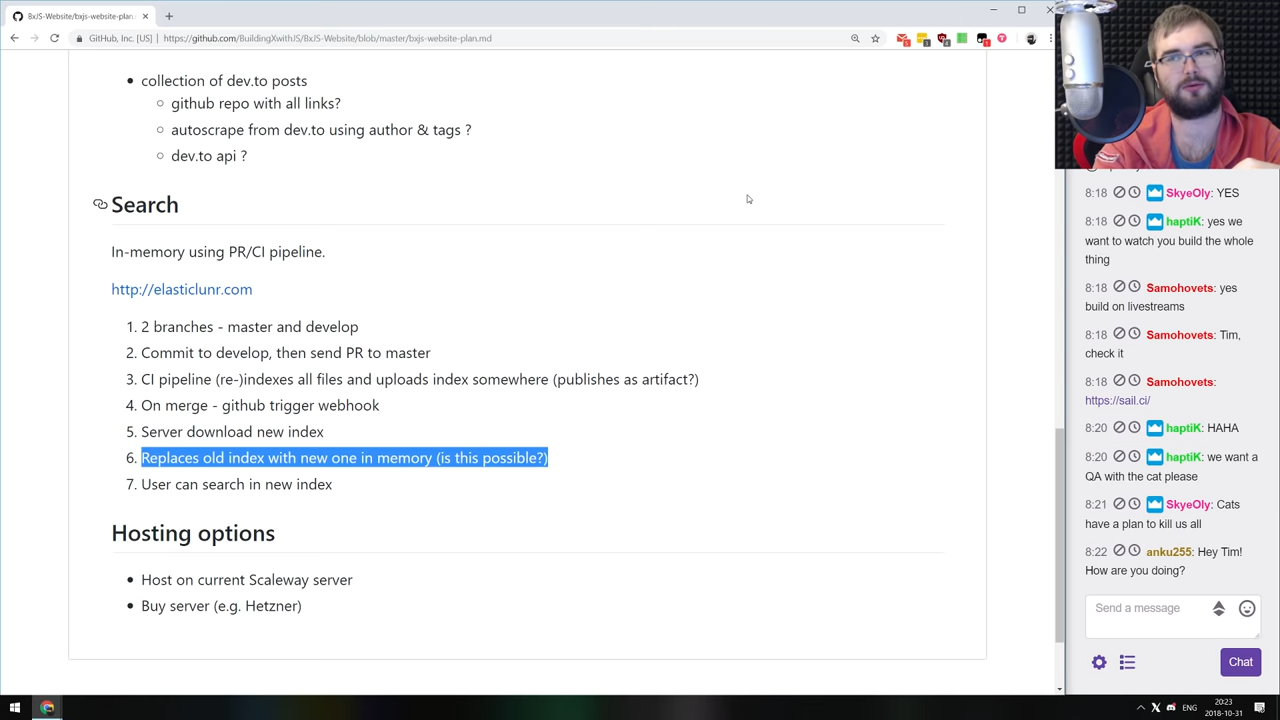 BxJS-Website/bxjs-website-plan.
GitHub, Inc. [US]
https://github.com/BuildingXwithJS/BxJS-Website/blob/master/bxjs-website-plan.md
collection of dev.to posts
github repo with all links?
autoscrape from dev.to using author & tags ?
dev.to api ?
Search
In-memory using PR/CI pipeline.
http://elasticlunr.com
1. 2 branches - master and develop
2. Commit to develop, then send PR to master
3. CI pipeline (re-)indexes all files and uploads index somewhere (publishes as artifact?)
4. On merge - github trigger webhook
5. Server download new index
6. Replaces old index with new one in memory (is this possible?)
7. User can search in new index
Hosting options
Host on current Scaleway server
Buy server (e.g. Hetzner)
8:18 SkyeOly: YES
8:18 haptiK: yes we
want to watch you build the whole
thing
8:18 Samohovets: yes
build on livestreams
8:18 Samohovets: Tim,
check it
8:18 Samohovets:
https://sail.ci/
8:20 haptiK: HAHA
8:20 haptiK: we want a
QA with the cat please
8:21 SkyeOly: Cats
have a plan to kill us all
8:22 anku255: Hey Tim!
How are you doing?
Send a message
Chat
ENG
20:23
2018-10-31